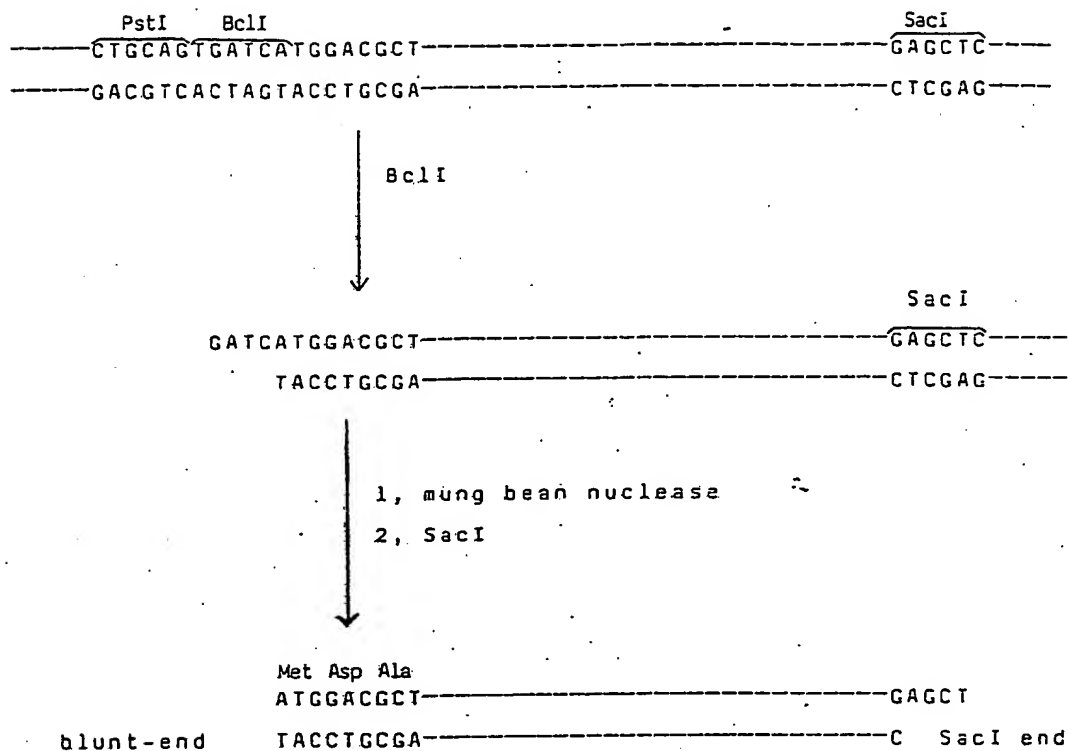 PstI BclI SacI
-----CTGCAGTGATCATGGACGCT-----GAGCTC-----
-----GACGTCACTAGTACCTGCGA-----CTCGAG-----
BclI
SacI
GATCATGGACGCT-----GAGCTC-----
TACCTGCGA-----CTCGAG-----
1, mung bean nuclease
2, SacI
Met Asp Ala
ATGGACGCT-----GAGCT
blunt-end TACCTGCGA-----C SacI end